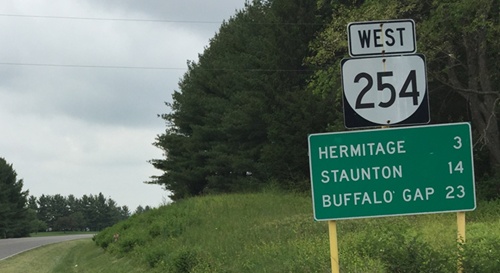 WEST
254
HERMITAGE 3
STAUNTON 14
BUFFALO GAP 23